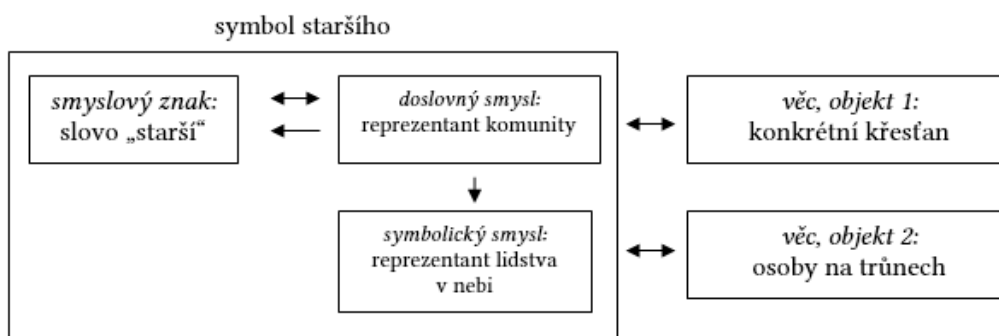 symbol staršího
smyslový znak:
slovo „starší“
doslovný smysl:
reprezentant komunity
věc, objekt 1:
konkrétní křesťan
symbolický smysl:
reprezentant lidstva
v nebi
věc, objekt 2:
osoby na trůnech